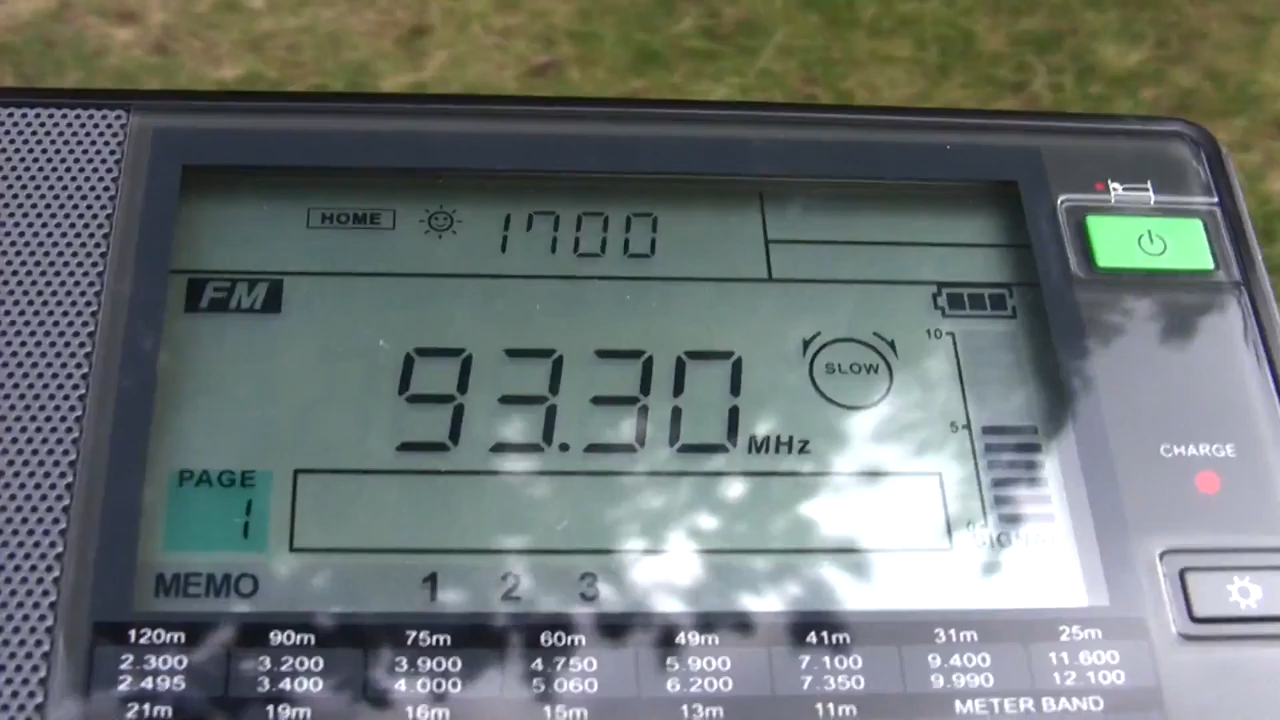 HOME 1700
FM
10
93.30 MHz
SLOW
5
CHARGE
PAGE
1
0
SIGNAL
MEMO 1 2 3
120m 90m 75m 60m 49m 41m 31m 25m
2.300 3.200 3.900 4.750 5.900 7.100 9.400 11.600
2.495 3.400 4.000 5.060 6.200 7.350 9.990 12.100
21m 19m 16m 15m 13m 11m METER BAND